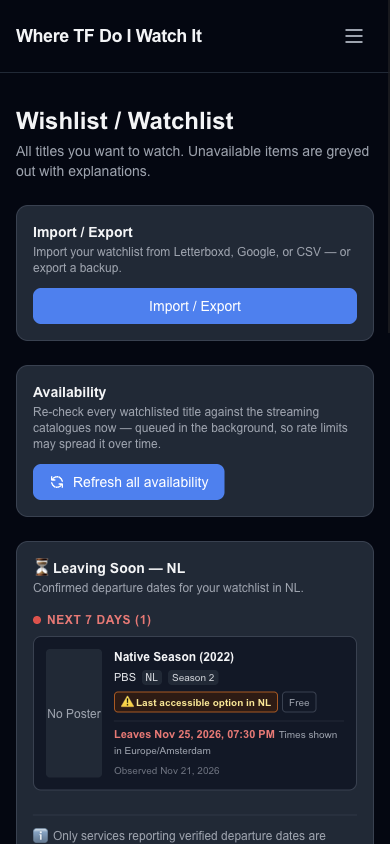 Where TF Do I Watch It
Wishlist / Watchlist
All titles you want to watch. Unavailable items are greyed
out with explanations.
Import / Export
Import your watchlist from Letterboxd, Google, or CSV — or
export a backup.
Import / Export
Availability
Re-check every watchlisted title against the streaming
catalogues now — queued in the background, so rate limits
may spread it over time.
Refresh all availability
⏳ Leaving Soon — NL
Confirmed departure dates for your watchlist in NL.
NEXT 7 DAYS (1)
No Poster
Native Season (2022)
PBS NL Season 2
⚠️ Last accessible option in NL Free
Leaves Nov 25, 2026, 07:30 PM Times shown
in Europe/Amsterdam
Observed Nov 21, 2026
ℹ️ Only services reporting verified departure dates are